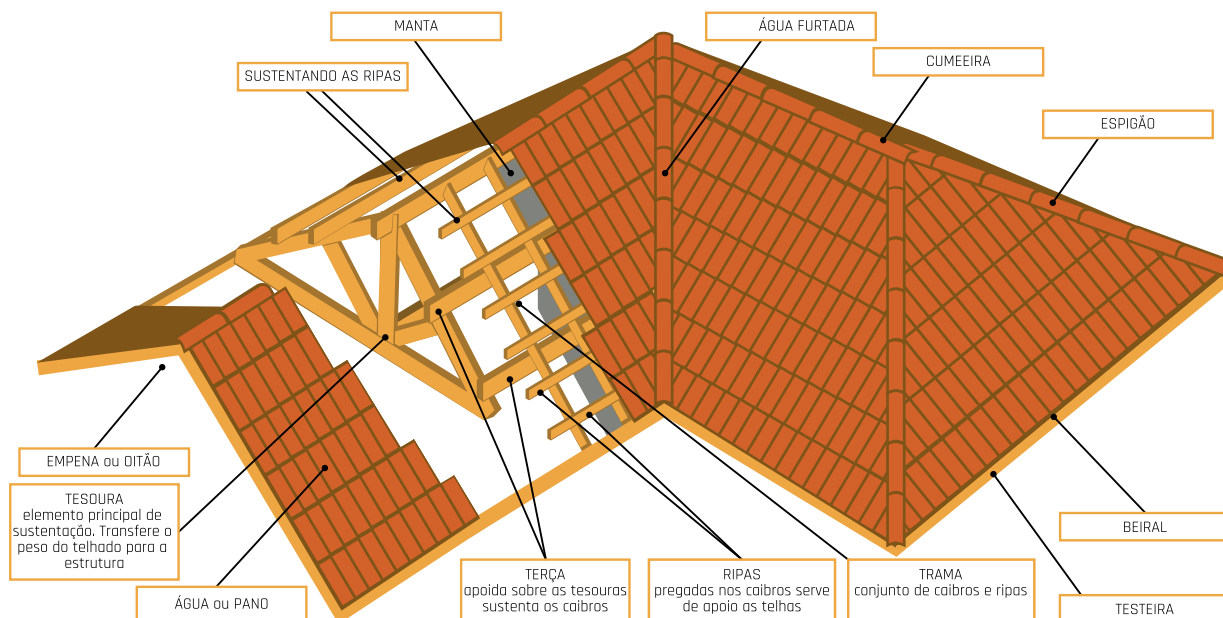 MANTA
ÁGUA FURTADA
CUMEEIRA
SUSTENTANDO AS RIPAS
ESPIGÃO
EMPENA ou OITÃO
TESOURA
elemento principal de
sustentação. Transfere o
peso do telhado para a
estrutura
ÁGUA ou PANO
TERÇA
apoida sobre as tesouras
sustenta os caibros
RIPAS
pregadas nos caibros serve
de apoio as telhas
TRAMA
conjunto de caibros e ripas
BEIRAL
TESTEIRA